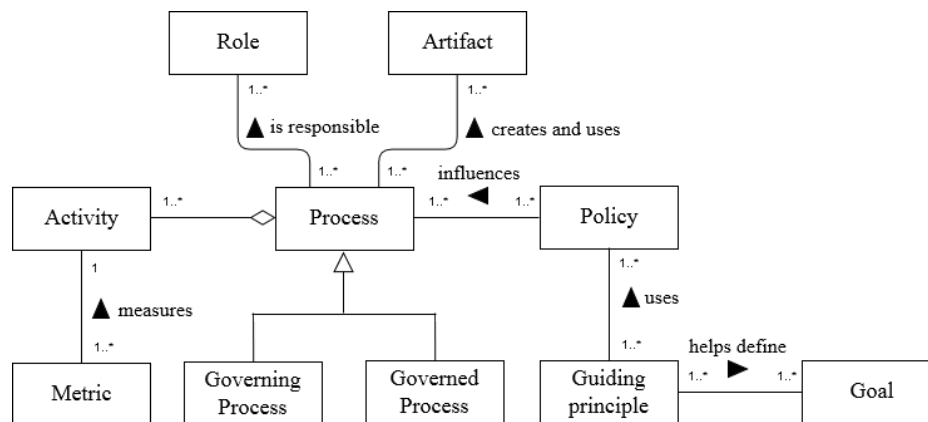 Role
Artifact
1..*
1..*
is responsible
creates and uses
1..*
1..*
influences
Activity
1..*
Process
1..*
1..*
Policy
1
1..*
measures
uses
1..*
1..*
helps define
Metric
Governing
Process
Governed
Process
Guiding
principle
1..*
1..*
Goal